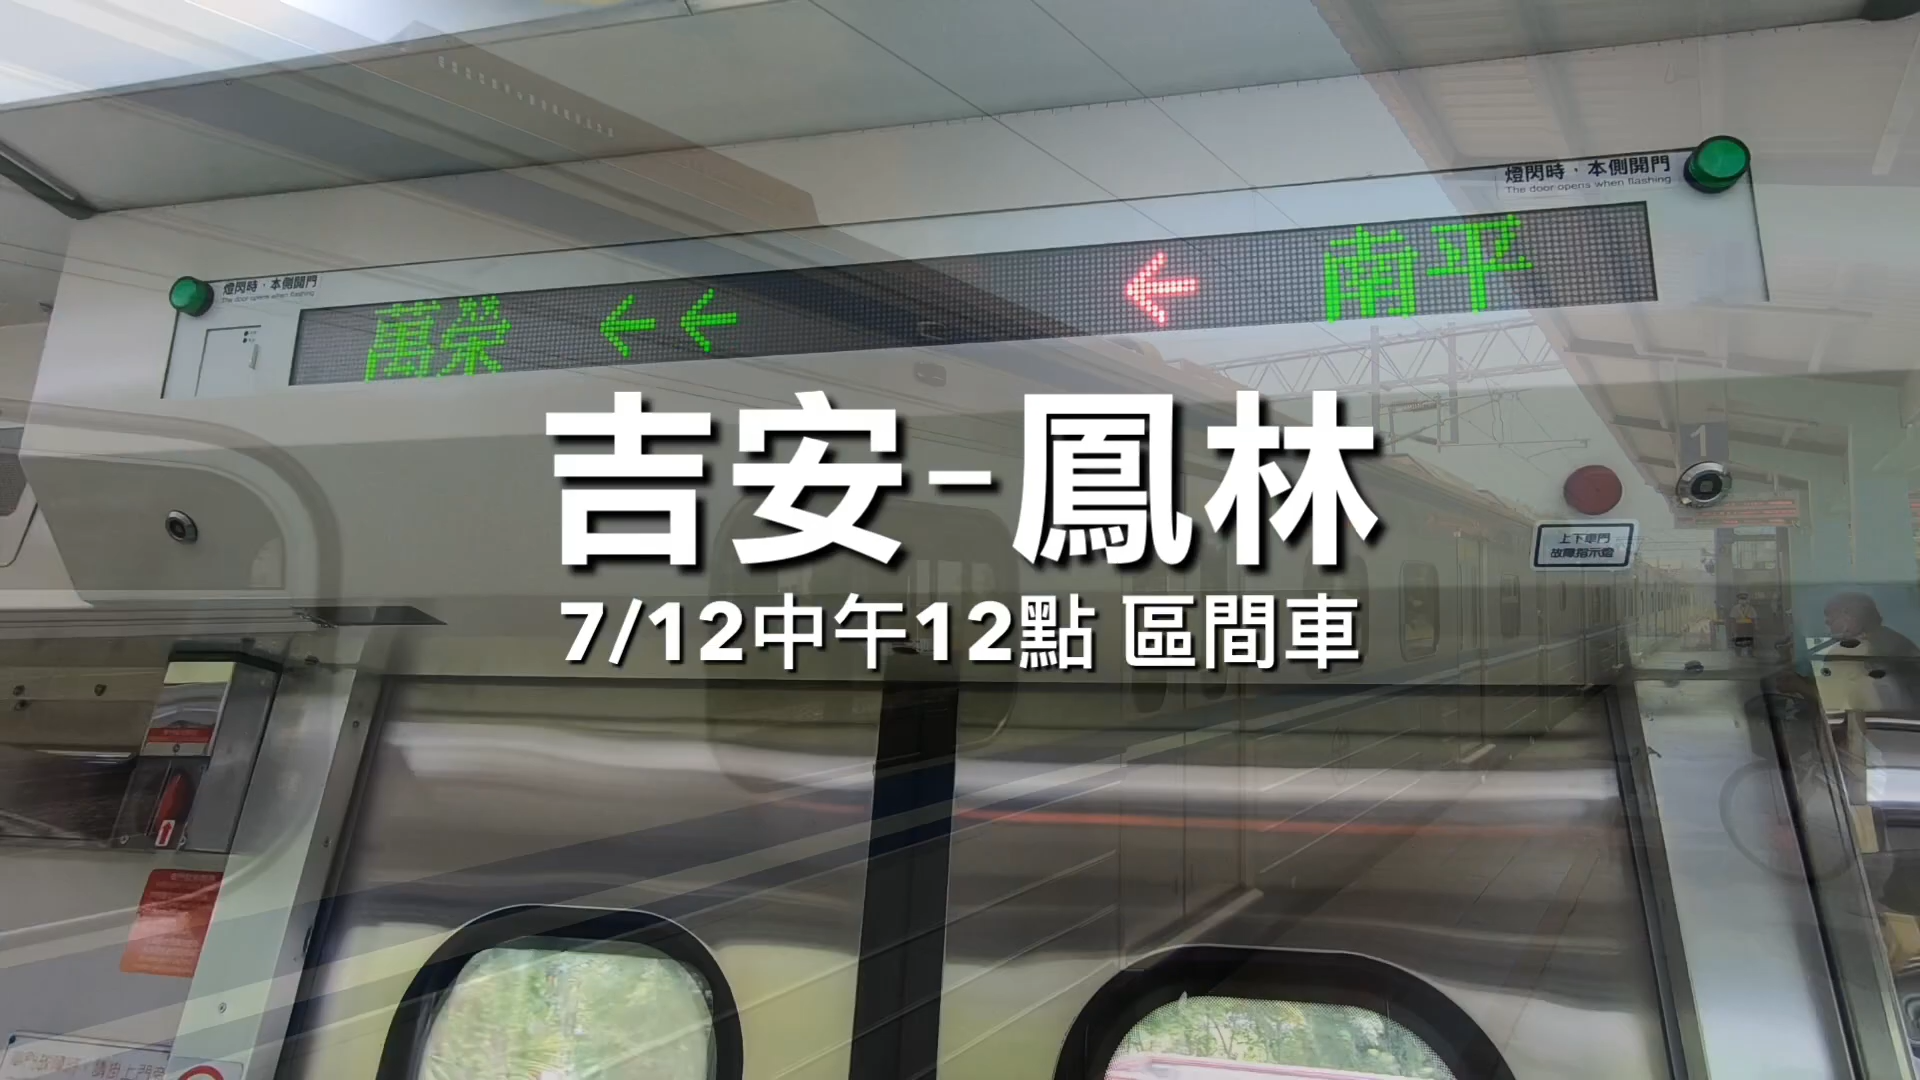 燈閃時，本側開門
The door opens when flashing
燈閃時，本側開門
The door opens when flashing
萬榮 ←← ← 南平
吉安-鳳林
1
上下車門
故障指示燈
7/12中午12點 區間車